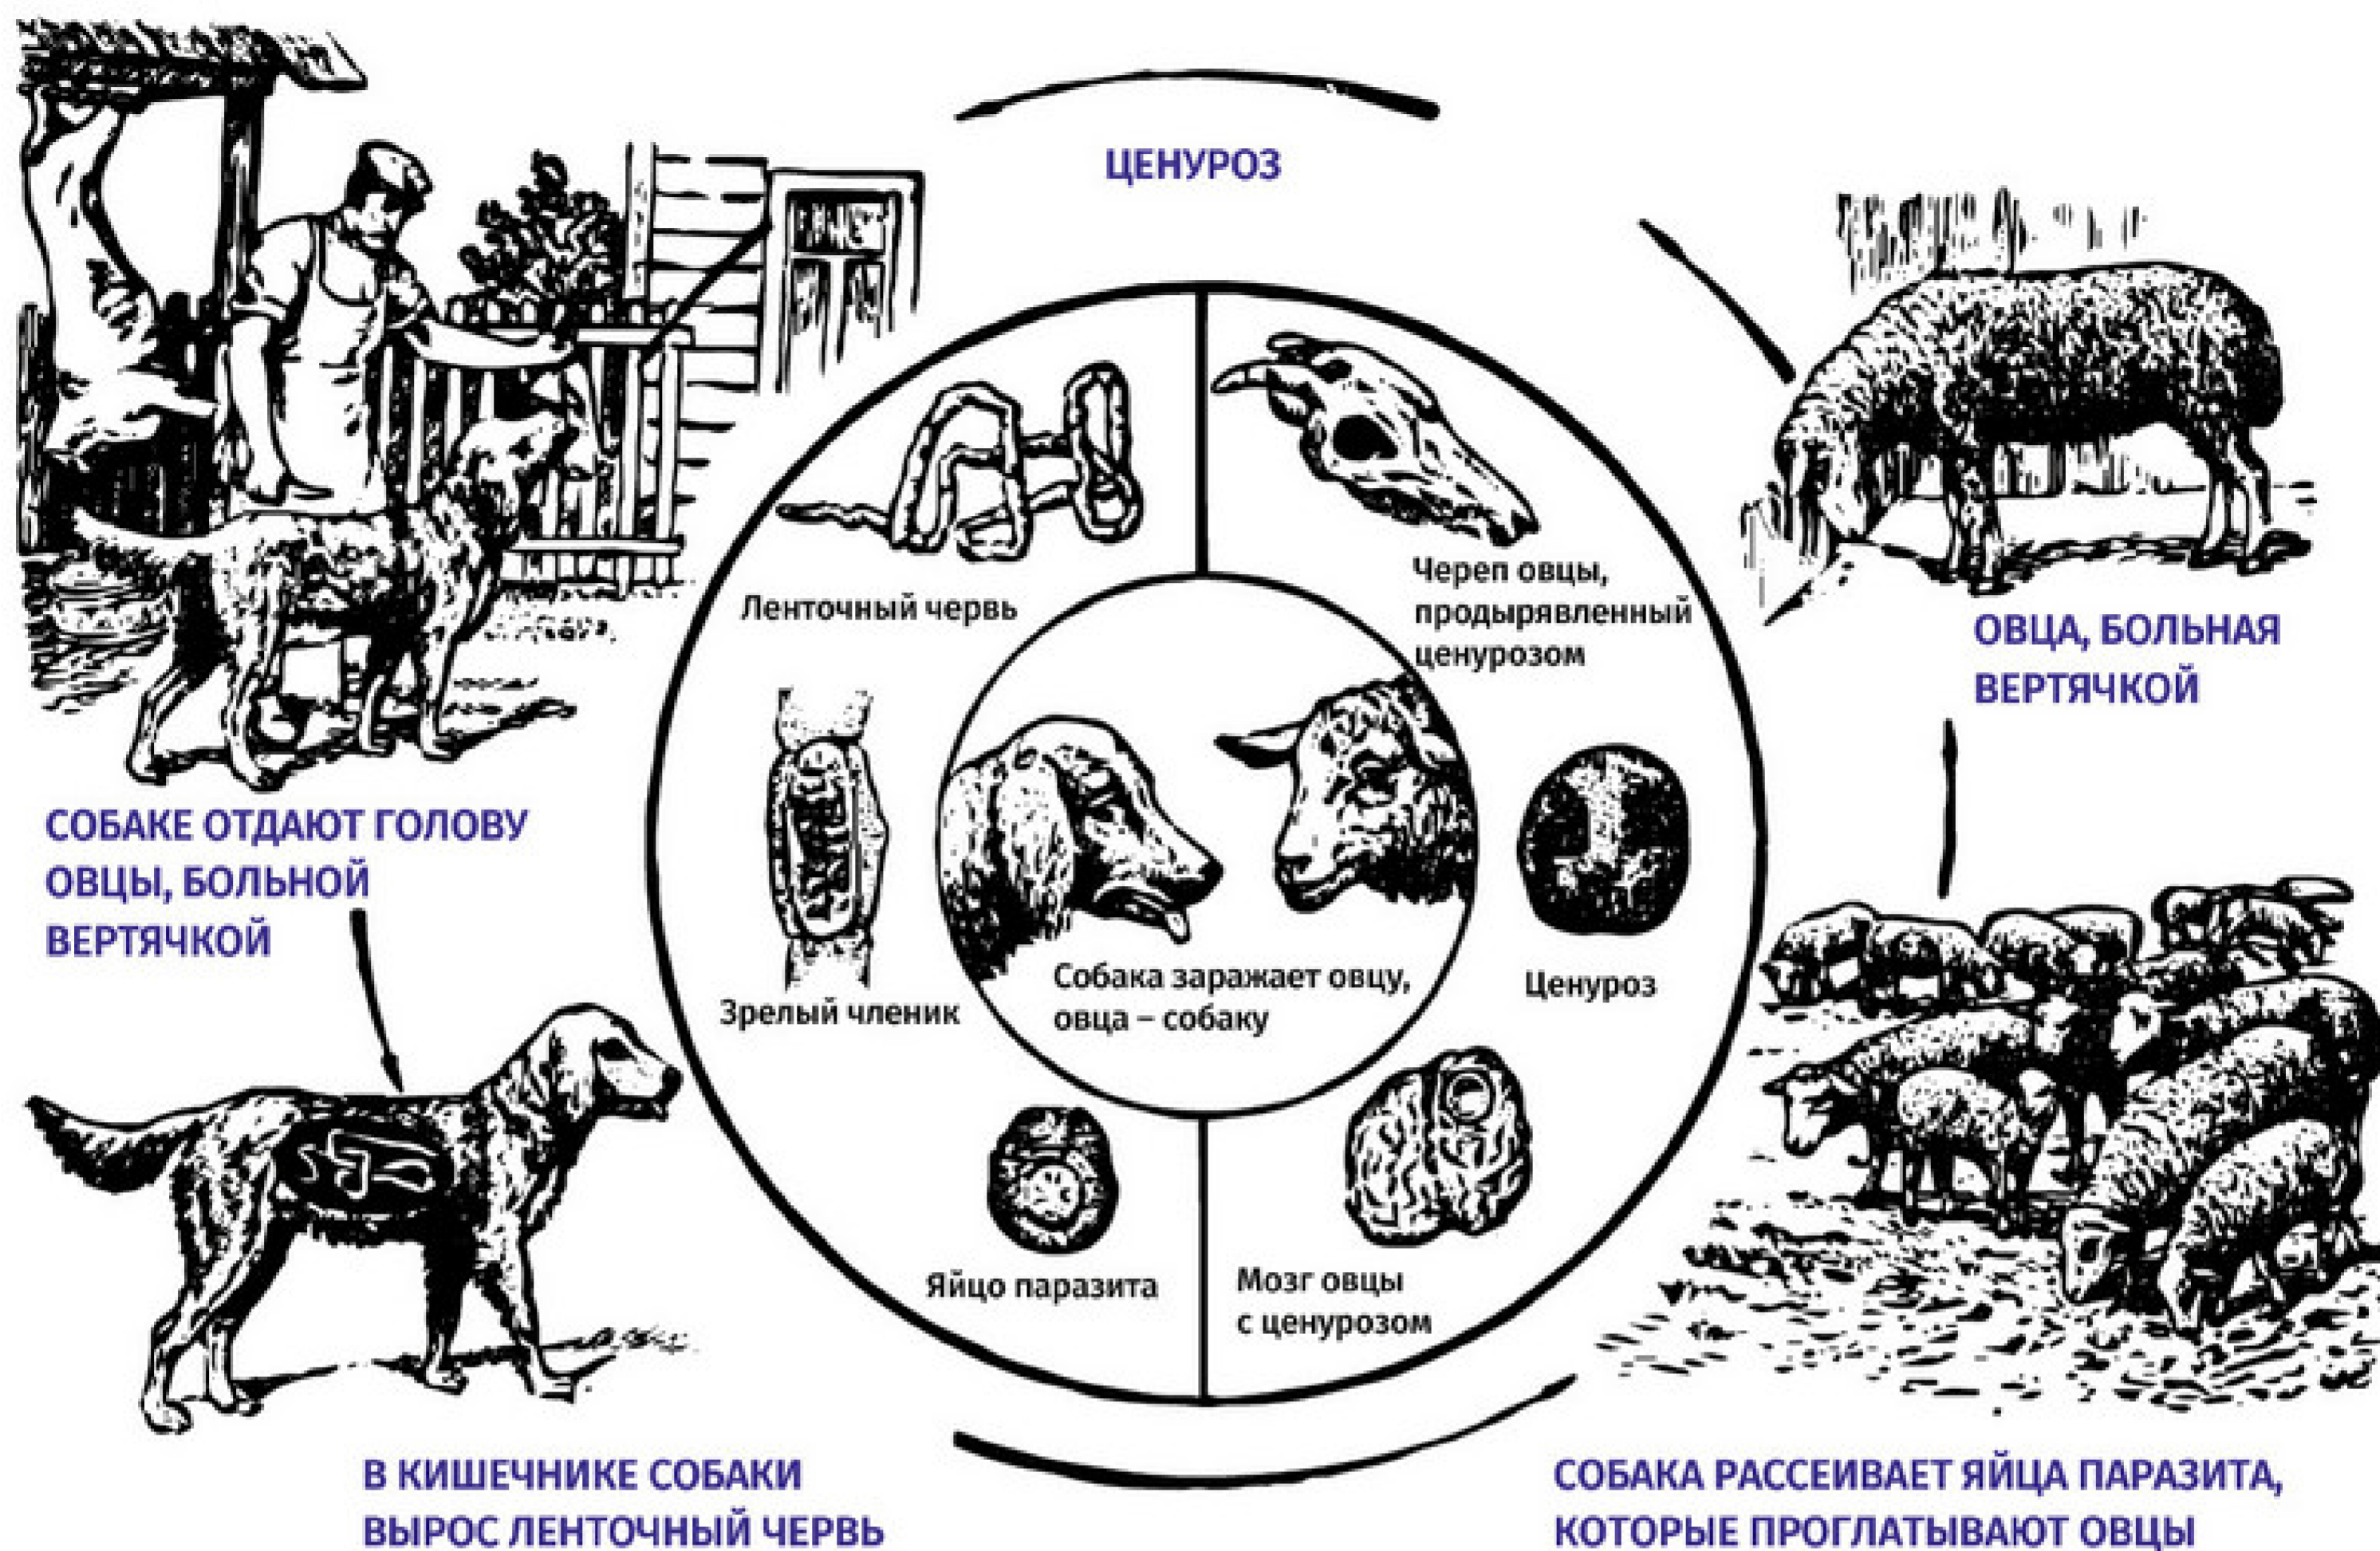 ЦЕНУРОЗ
Ленточный червь
Череп овцы,
продырявленный
ценурозом
ОВЦА, БОЛЬНАЯ
ВЕРТЯЧКОЙ
СОБАКЕ ОТДАЮТ ГОЛОВУ
ОВЦЫ, БОЛЬНОЙ
ВЕРТЯЧКОЙ
Зрелый членик
Собака заражает овцу,
овца – собаку
Ценуроз
Яйцо паразита
Мозг овцы
с ценурозом
В КИШЕЧНИКЕ СОБАКИ
ВЫРОС ЛЕНТОЧНЫЙ ЧЕРВЬ
СОБАКА РАССЕИВАЕТ ЯЙЦА ПАРАЗИТА,
КОТОРЫЕ ПРОГЛАТЫВАЮТ ОВЦЫ